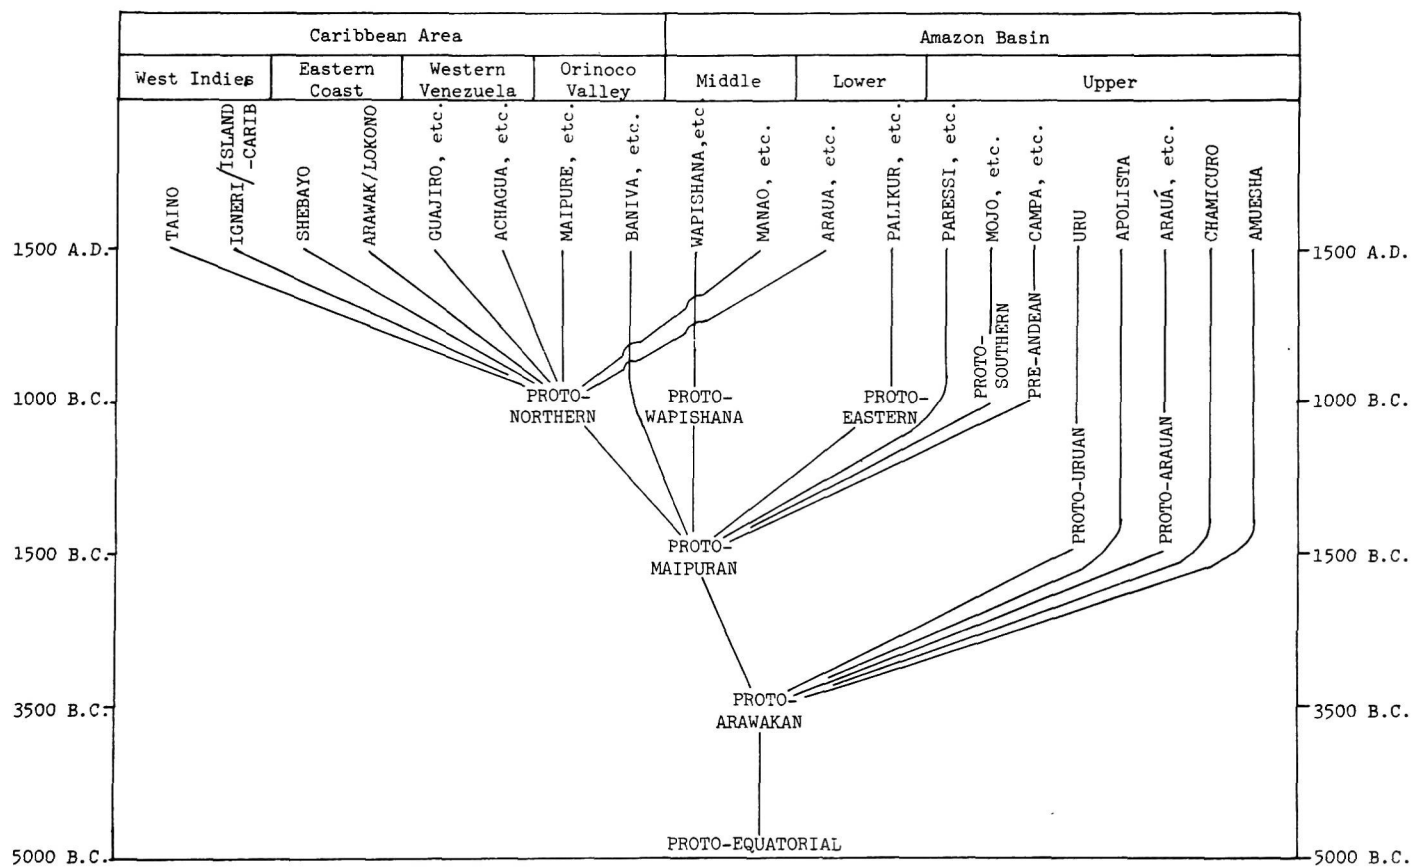 Caribbean Area
Amazon Basin
West Indies
Eastern
Coast
Western
Venezuela
Orinoco
Valley
Middle
Lower
Upper
TAINO
IGNERI/ISLAND
-CARIB
SHEBAYO
ARAWAK/LOKONO
GUAJIRO, etc.
ACHAGUA, etc.
MAIPURE, etc.
BANIVA, etc.
WAPISHANA,etc.
MANAO, etc.
ARAUA, etc.
PALIKUR, etc.
PARESSI, etc.
MOJO, etc.
CAMPA, etc.
URU
APOLISTA
ARAUÁ, etc.
CHAMICURO
AMUESHA
1500 A.D.
1500 A.D.
PROTO-
SOUTHERN
PRE-ANDEAN
1000 B.C.
PROTO-
NORTHERN
PROTO-
WAPISHANA
PROTO-
EASTERN
1000 B.C.
PROTO-URUAN
PROTO-ARAUAN
1500 B.C.
PROTO-
MAIPURAN
1500 B.C.
3500 B.C.
PROTO-
ARAWAKAN
3500 B.C.
PROTO-EQUATORIAL
5000 B.C.
5000 B.C.